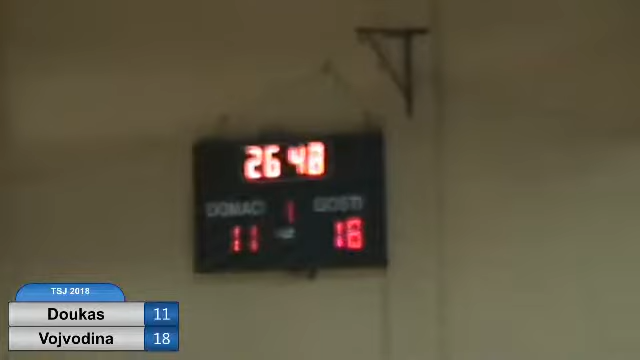 26 48
DOMACI 1 GOSTI
11 18
TSJ 2018
Doukas 11
Vojvodina 18